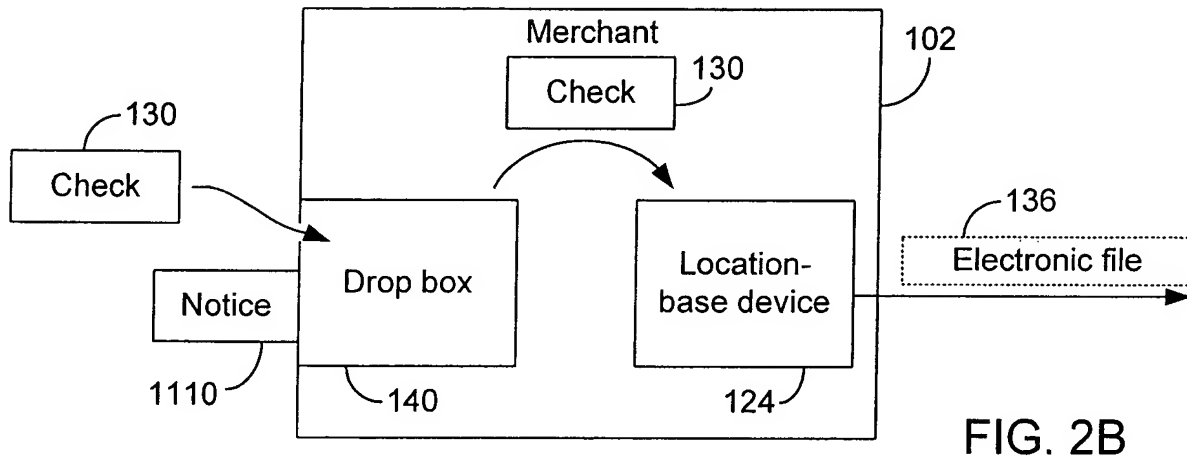 Merchant
102
130
Check
130
Check
136
Electronic file
Drop box
Location-
base device
Notice
1110
140
124
FIG. 2B